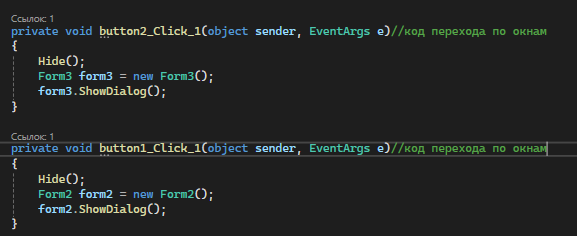 Ссылок: 1
private void button2_Click_1(object sender, EventArgs e)//код перехода по окнам
{
Hide();
Form3 form3 = new Form3();
form3.ShowDialog();
}
Ссылок: 1
private void button1_Click_1(object sender, EventArgs e)//код перехода по окнам
{
Hide();
Form2 form2 = new Form2();
form2.ShowDialog();
}